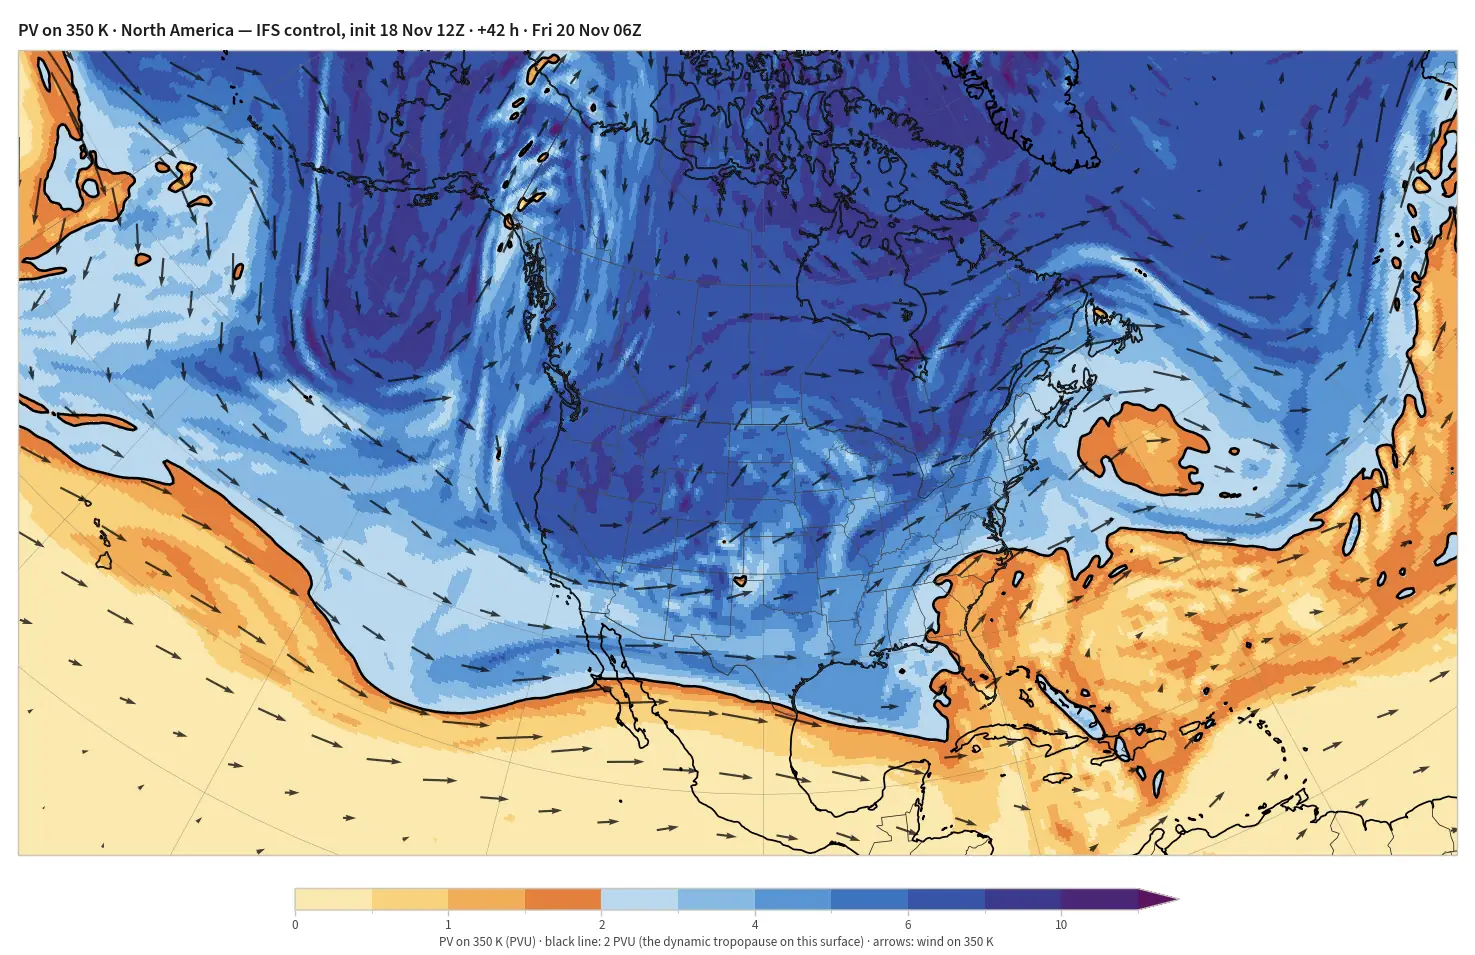 PV on 350 K · North America — IFS control, init 18 Nov 12Z · +42 h · Fri 20 Nov 06Z
0 1 2 4 6 10
PV on 350 K (PVU) · black line: 2 PVU (the dynamic tropopause on this surface) · arrows: wind on 350 K